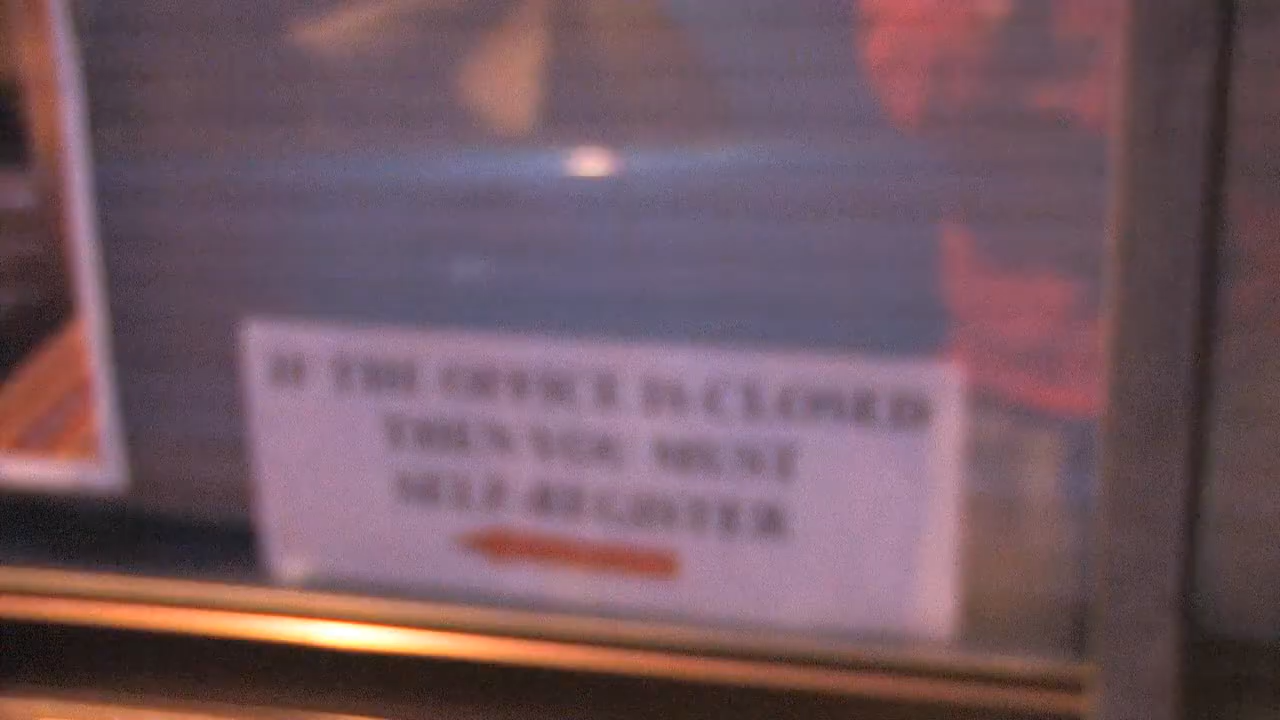 IF THE OFFICE IS CLOSED
THEN YOU MUST
SELF-REGISTER